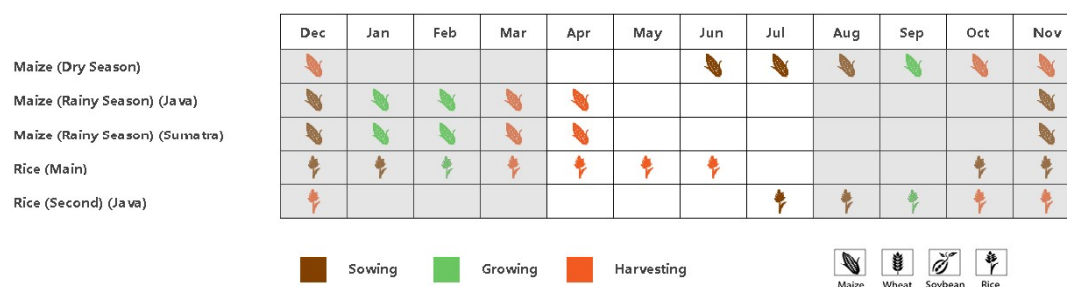 Dec Jan Feb Mar Apr May Jun Jul Aug Sep Oct Nov
Maize (Dry Season)
Maize (Rainy Season) (Java)
Maize (Rainy Season) (Sumatra)
Rice (Main)
Rice (Second) (Java)
Sowing Growing Harvesting
Maize Wheat Soybean Rice